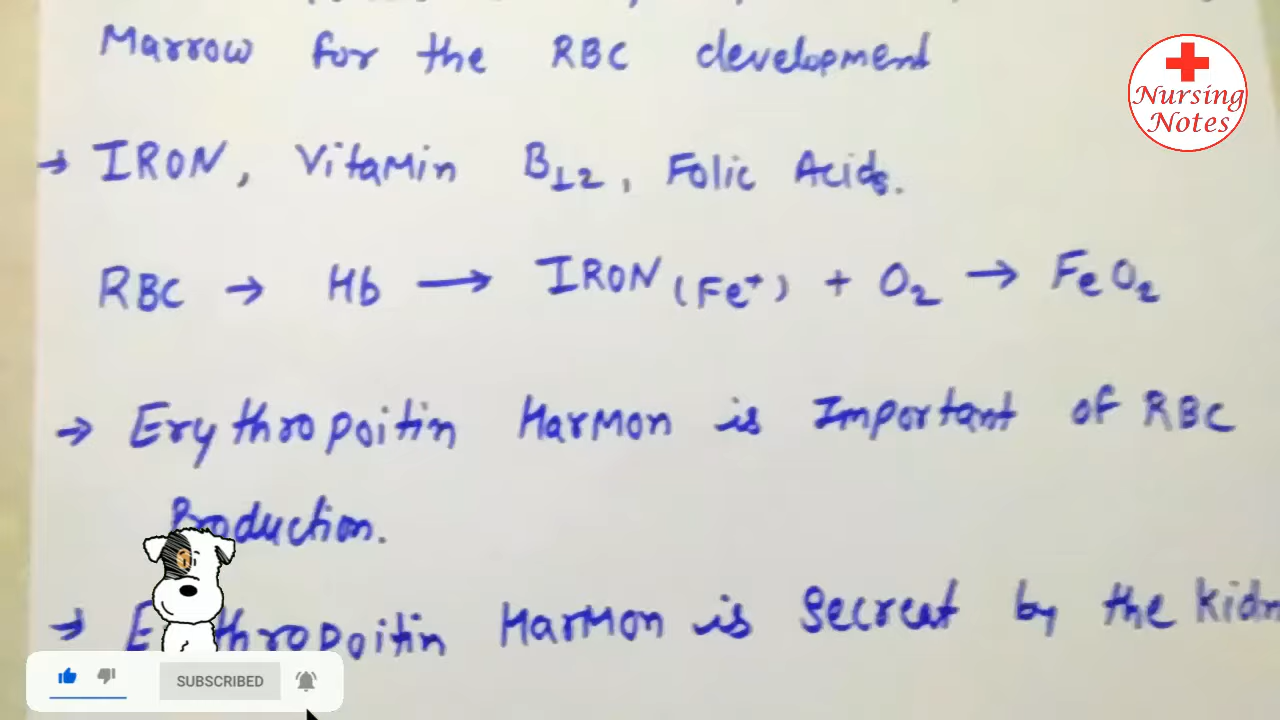 Marrow for the RBC development
Nursing
Notes
→ IRON, Vitamin B12, Folic Acids.
RBC → Hb → IRON (Fe+) + O2 → FeO2
→ Erythropoitin Harmon is Important of RBC
Production.
→ Erythropoitin Harmon is Secreat by the Kidn
SUBSCRIBED